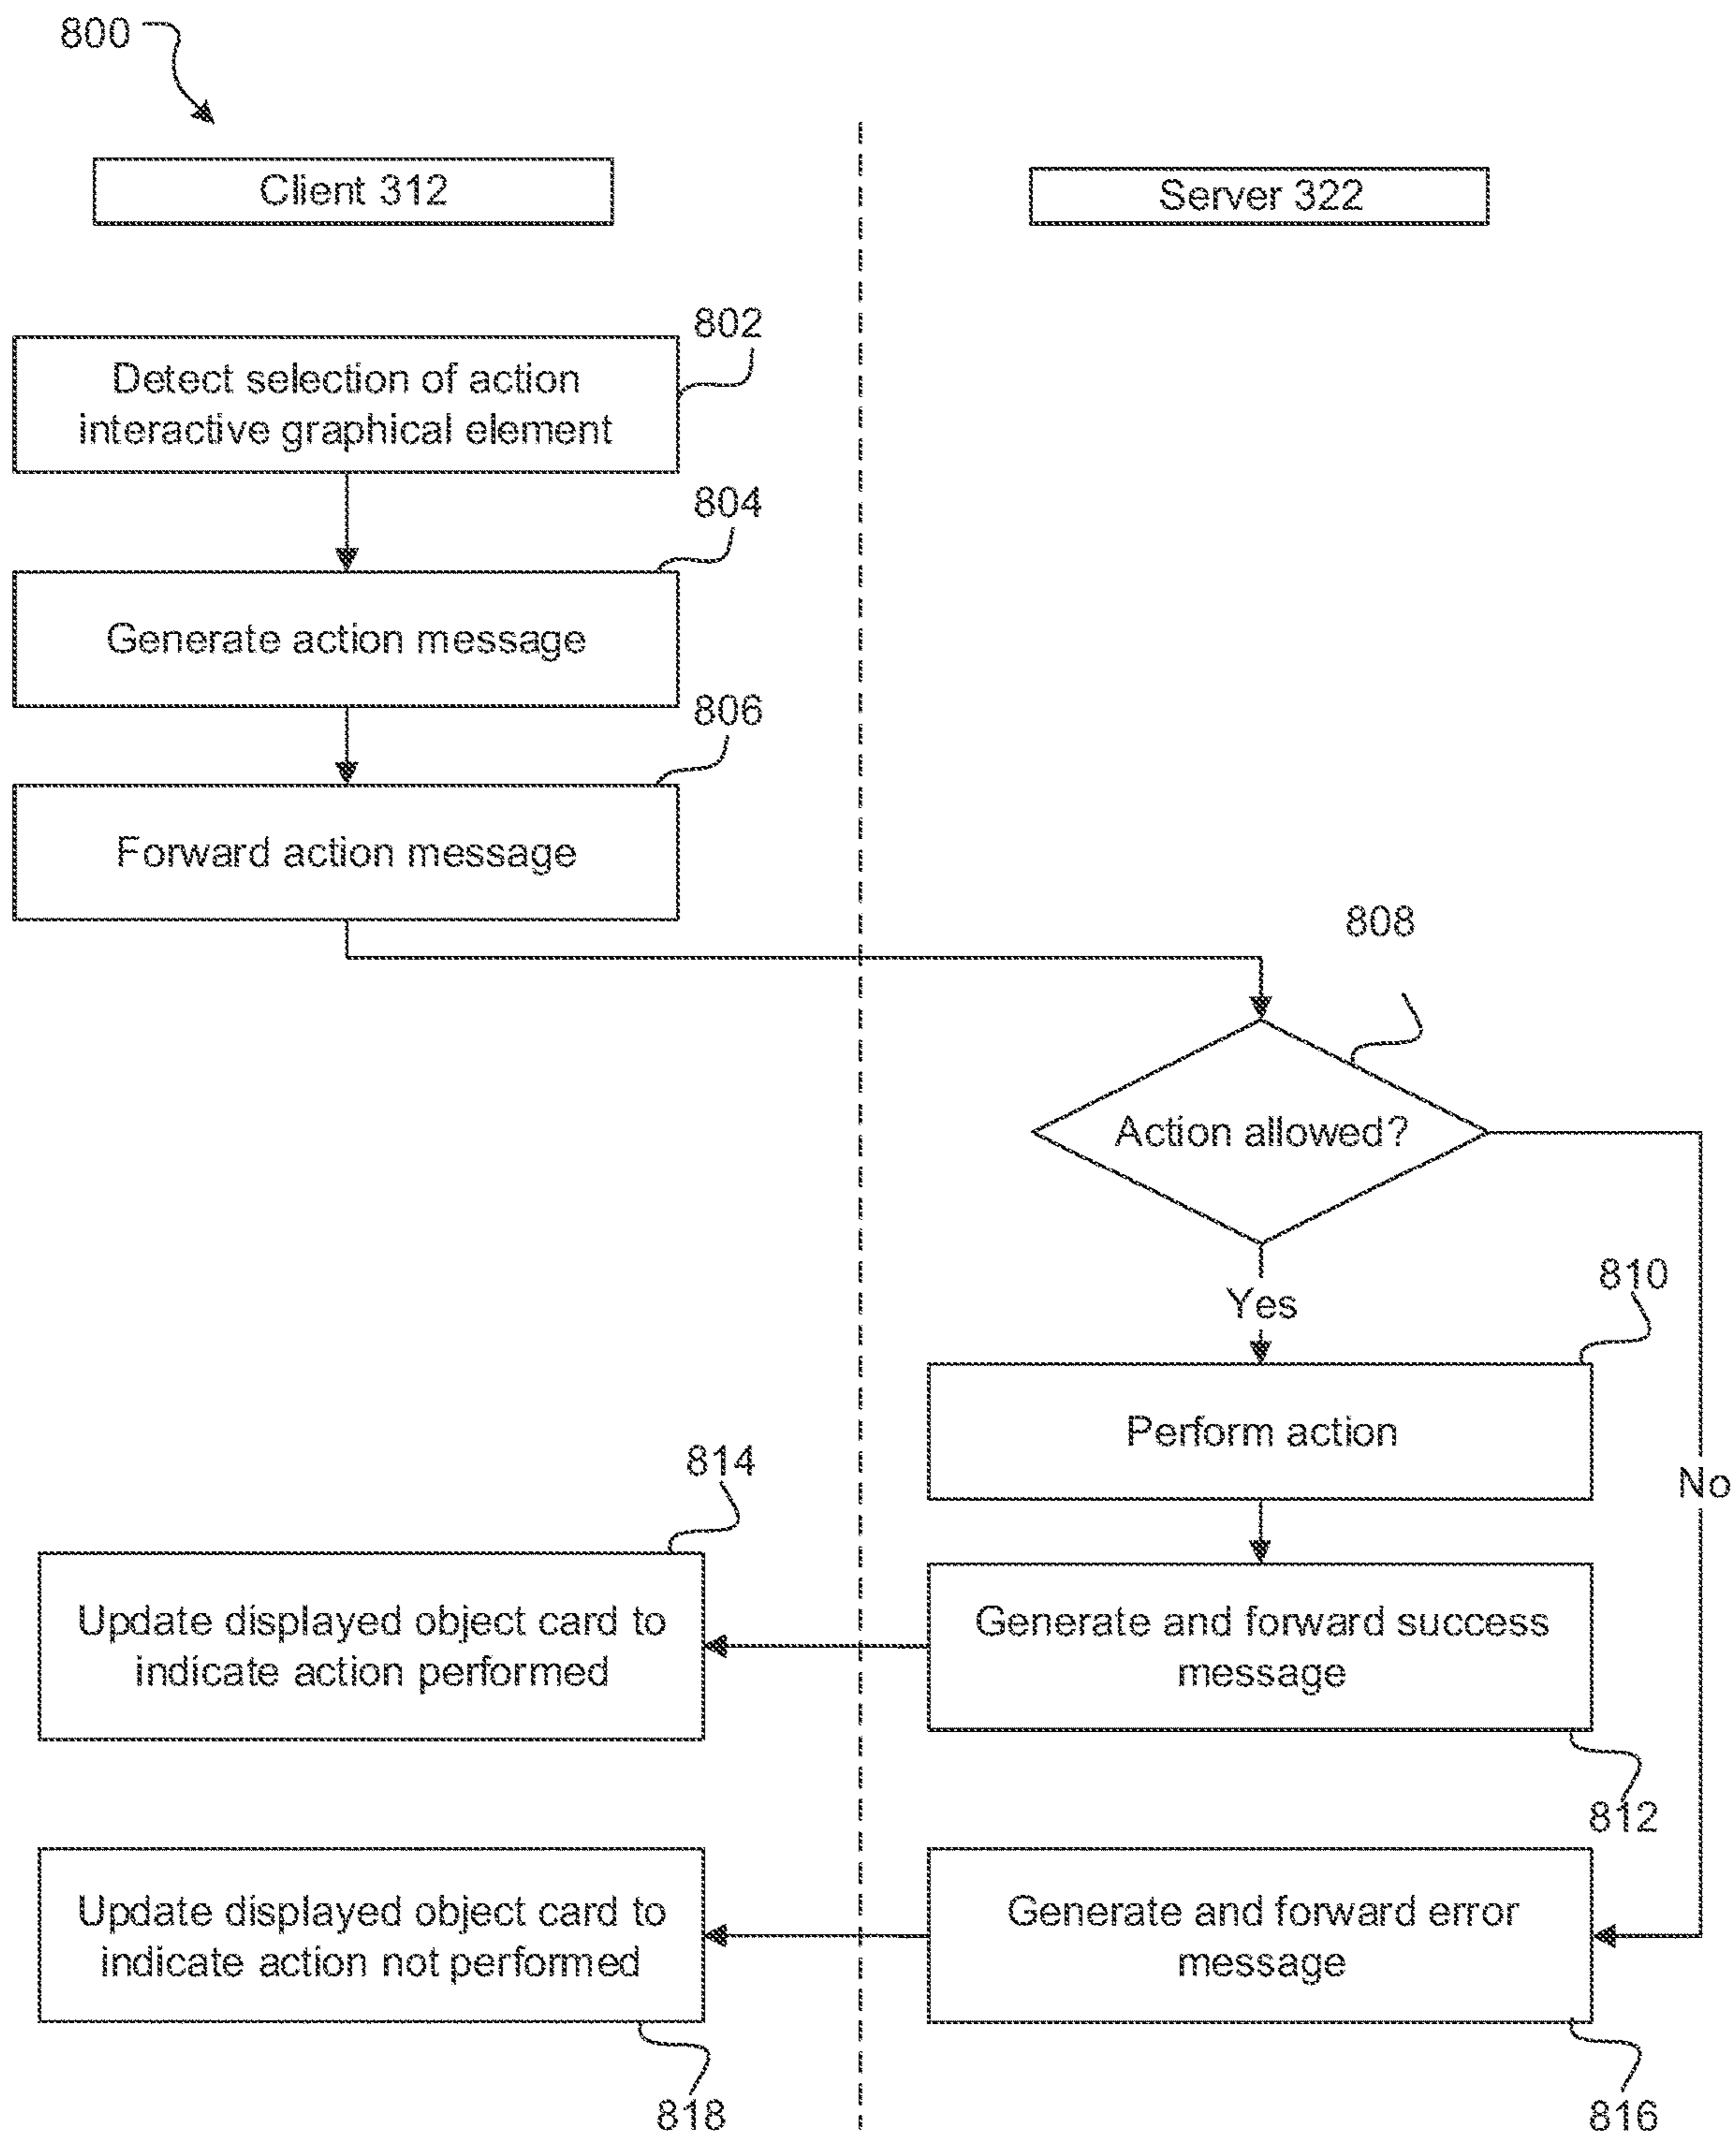 800
Client 312
Server 322
802
Detect selection of action
interactive graphical element
804
Generate action message
806
Forward action message
808
Action allowed?
Yes
810
Perform action
No
814
Update displayed object card to
indicate action performed
Generate and forward success
message
812
Update displayed object card to
indicate action not performed
Generate and forward error
message
818
816